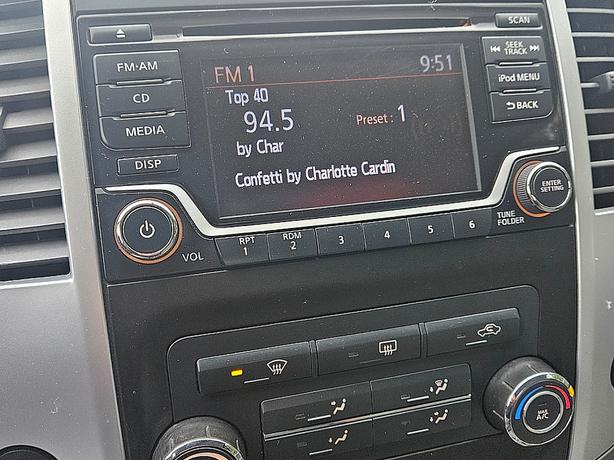 SCAN
FM·AM
CD
MEDIA
DISP
FM 1
9:51
Top 40
94.5
Preset : 1
by Char
Confetti by Charlotte Cardin
SEEK
TRACK
iPod MENU
BACK
ENTER
SETTING
TUNE
FOLDER
VOL
RPT
1
RDM
2
3
4
5
6
MAX
A/C